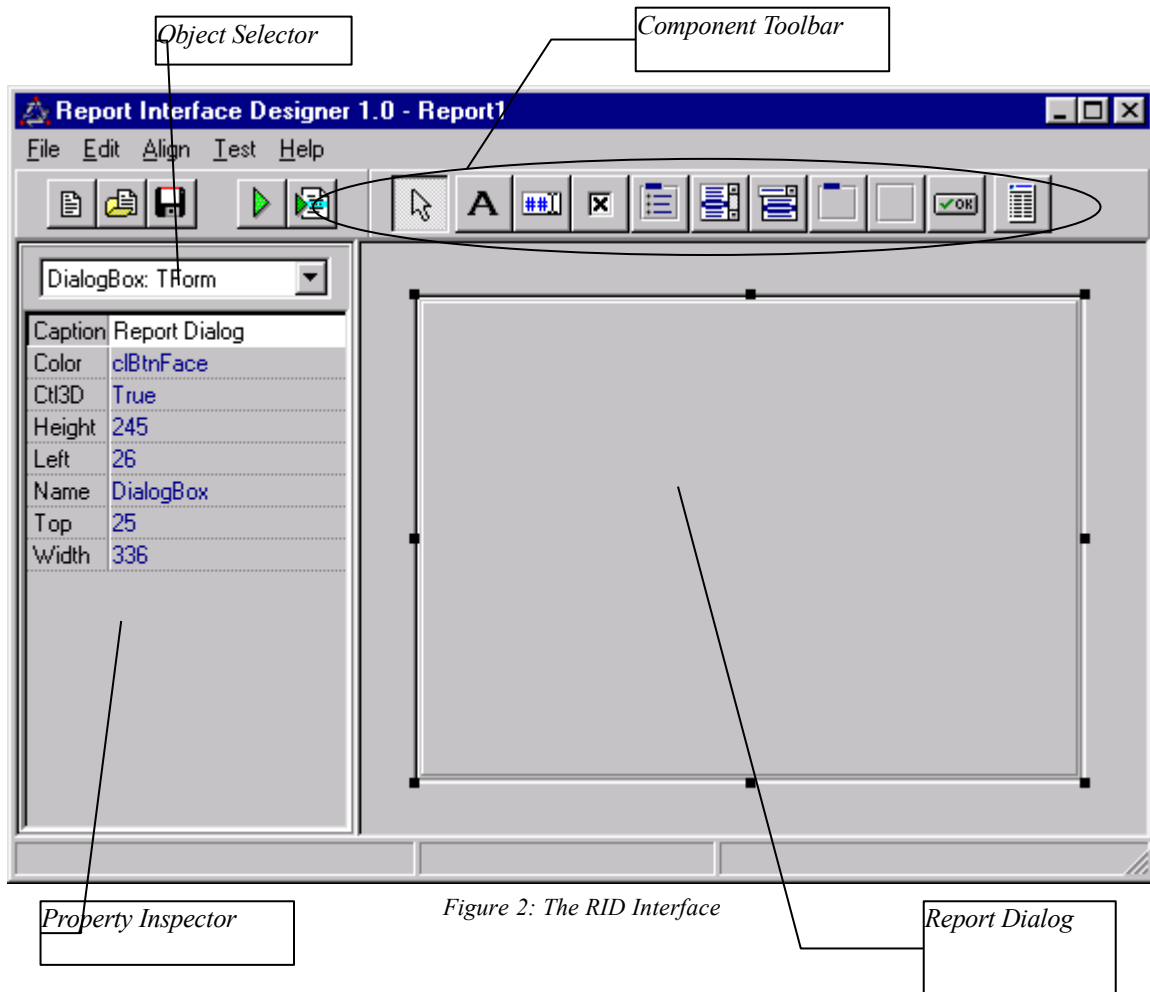 Object Selector
Component Toolbar
Report Interface Designer 1.0 - Report1
File Edit Align Test Help
A ##I OK
DialogBox: TForm
Caption Report Dialog
Color clBtnFace
Ctl3D True
Height 245
Left 26
Name DialogBox
Top 25
Width 336
Property Inspector
Figure 2: The RID Interface
Report Dialog